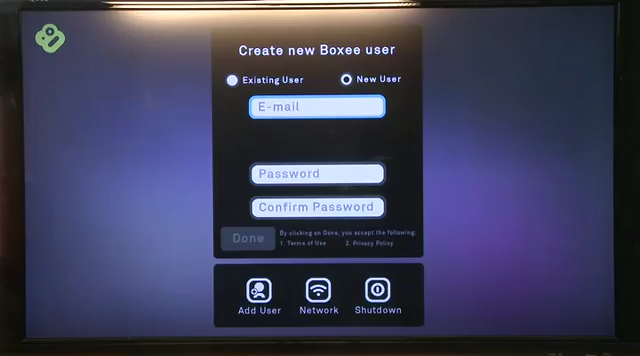 Create new Boxee user
Existing User New User
E-mail
Password
Confirm Password
Done By clicking on Done, you accept the following:
1. Terms of Use 2. Privacy Policy
Add User Network Shutdown